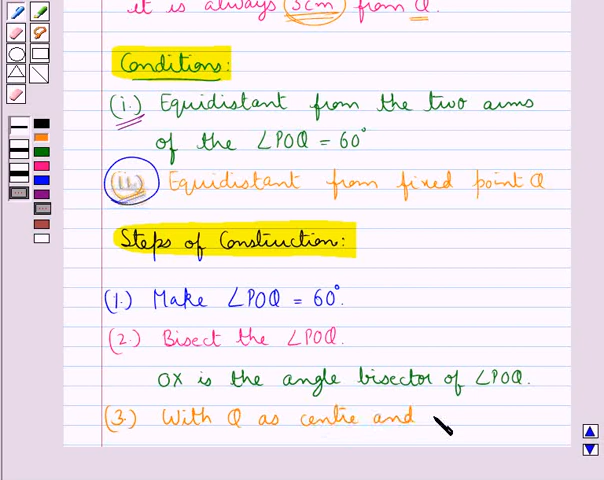 it is always 3cm from Q.
Conditions:
(i.) Equidistant from the two arms
of the ∠POQ = 60°
(ii.) Equidistant from fixed point Q
Steps of Construction:
(1.) Make ∠POQ = 60°.
(2.) Bisect the ∠POQ.
OX is the angle bisector of ∠POQ.
(3.) With Q as centre and